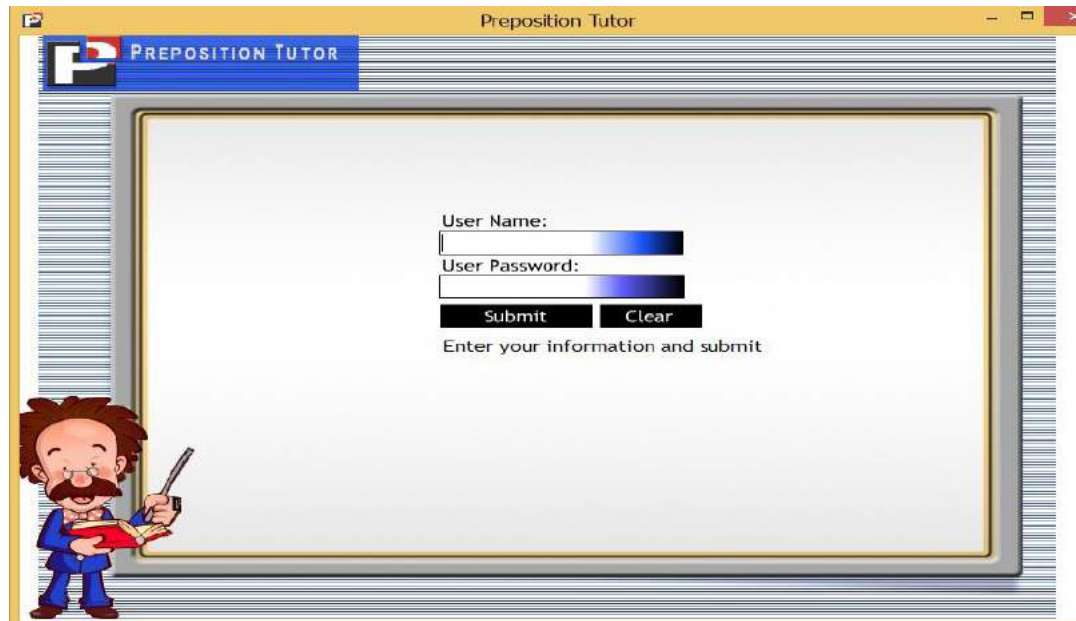 Preposition Tutor
PREPOSITION TUTOR
User Name:
User Password:
Submit Clear
Enter your information and submit